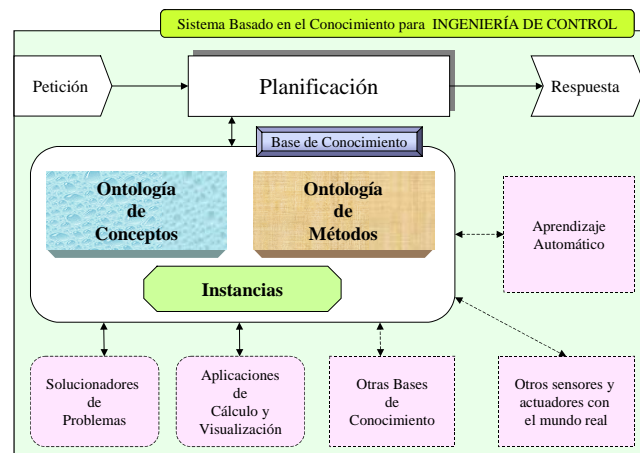 Sistema Basado en el Conocimiento para INGENIERÍA DE CONTROL
Petición
Planificación
Respuesta
Base de Conocimiento
Ontología
de
Conceptos
Ontología
de
Métodos
Instancias
Aprendizaje
Automático
Solucionadores
de
Problemas
Aplicaciones
de
Cálculo y
Visualización
Otras Bases
de
Conocimiento
Otros sensores y
actuadores con
el mundo real